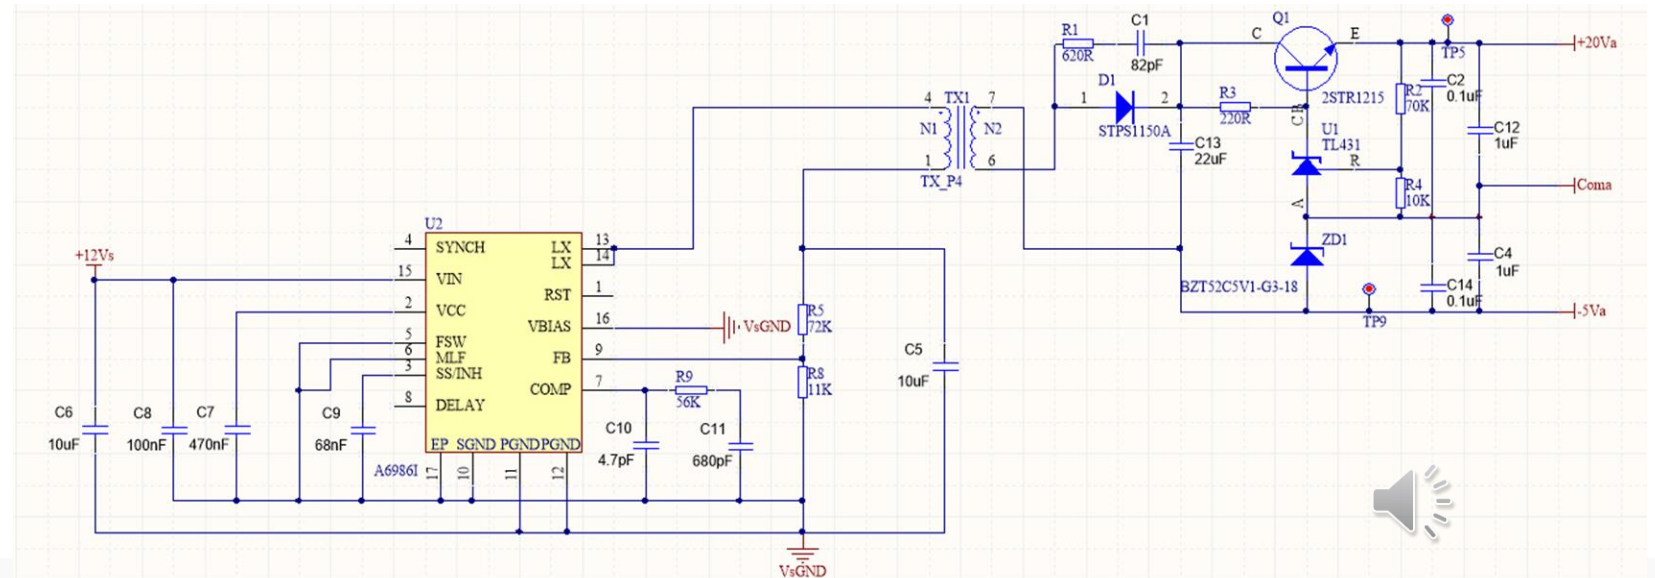 R1
620R
C1
82pF
Q1
C
E
TP5
+20Va
D1
1
2
STPS1150A
R3
220R
2STR1215
CB
R2
70K
C2
0.1uF
C12
1uF
4
TX1
7
N1
N2
1
6
TX_P4
C13
22uF
U1
TL431
R
R4
10K
Coma
A
ZD1
BZT52C5V1-G3-18
C4
1uF
C14
0.1uF
TP9
-5Va
+12Vs
U2
4
SYNCH
15
VIN
2
VCC
5
FSW
6
MLF
3
SS/INH
8
DELAY
LX
13
LX
14
RST
1
VBIAS
16
VsGND
FB
9
COMP
7
EP
SGND
PGND
PGND
17
10
11
12
A6986I
R5
72K
R8
11K
R9
56K
C5
10uF
C6
10uF
C8
100nF
C7
470nF
C9
68nF
C10
4.7pF
C11
680pF
VsGND